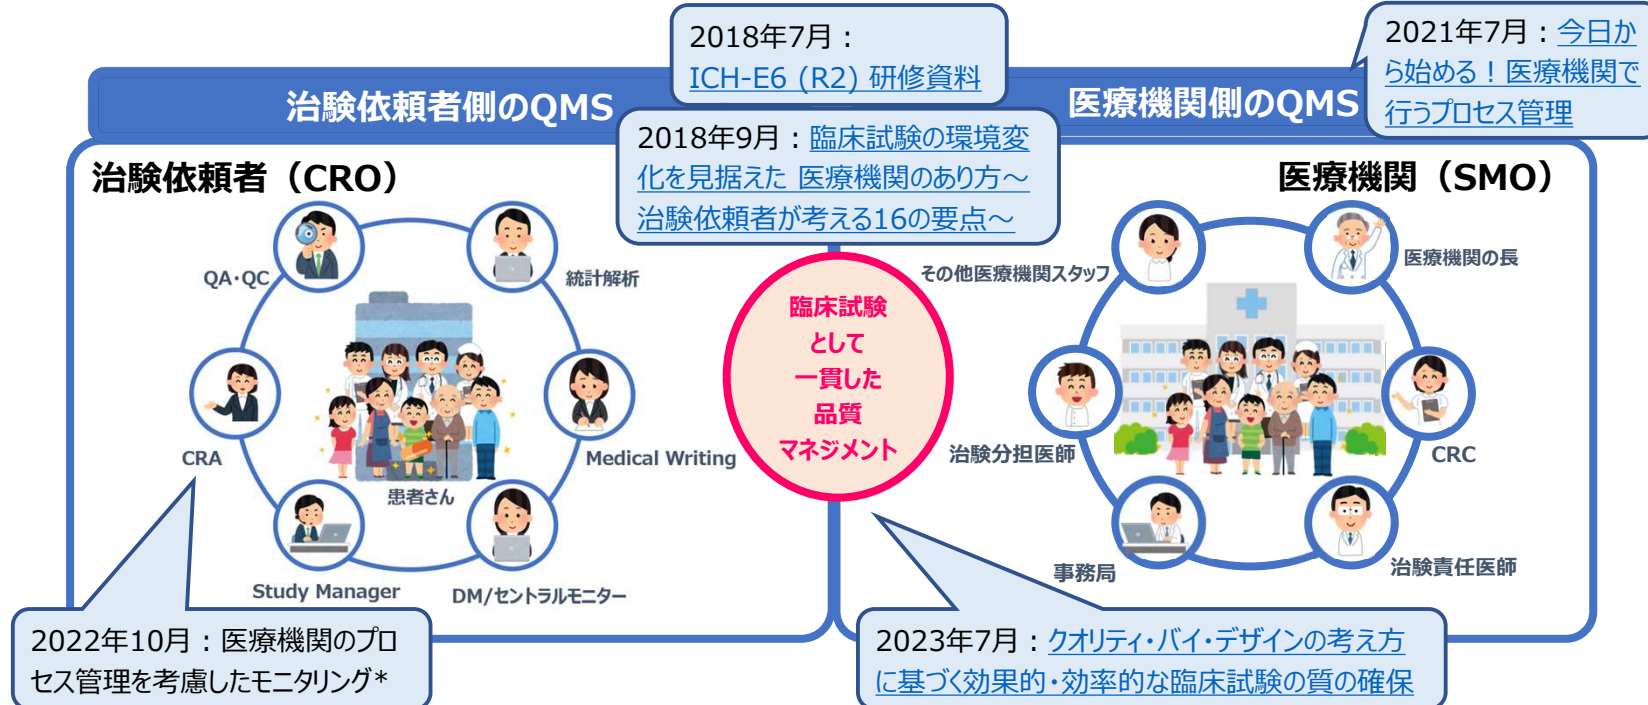 2018年7月：
ICH-E6 (R2) 研修資料
2021年7月：今日か
ら始める！医療機関で
行うプロセス管理
治験依頼者側のQMS
医療機関側のQMS
2018年9月：臨床試験の環境変
化を見据えた 医療機関のあり方～
治験依頼者が考える16の要点～
治験依頼者（CRO）
QA・QC
統計解析
CRA
Medical Writing
患者さん
Study Manager
DM/セントラルモニター
臨床試験
として
一貫した
品質
マネジメント
医療機関（SMO）
その他医療機関スタッフ
医療機関の長
治験分担医師
CRC
事務局
治験責任医師
2022年10月：医療機関のプロ
セス管理を考慮したモニタリング*
2023年7月：クオリティ・バイ・デザインの考え方
に基づく効果的・効率的な臨床試験の質の確保